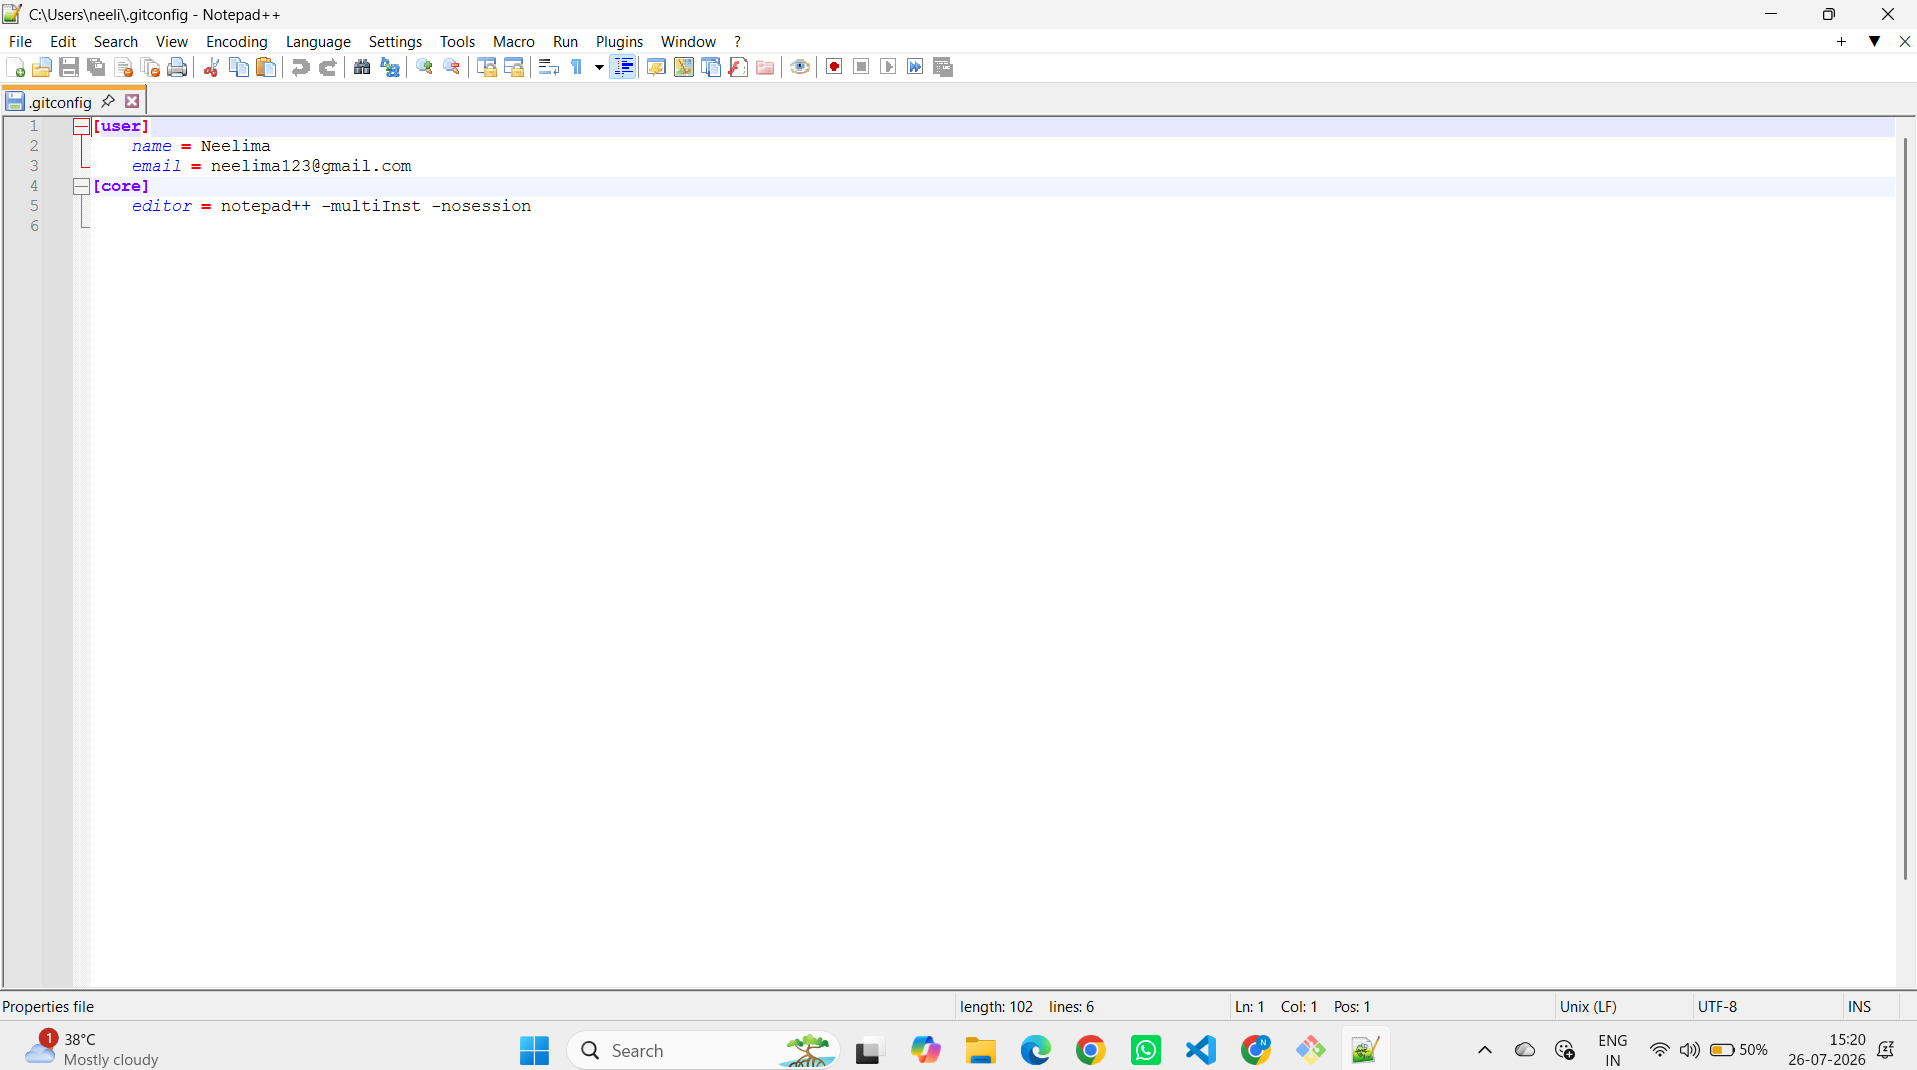 C:\Users\neeli\.gitconfig - Notepad++
File Edit Search View Encoding Language Settings Tools Macro Run Plugins Window ?
.gitconfig
1 [user]
2 name = Neelima
3 email = neelima123@gmail.com
4 [core]
5 editor = notepad++ -multiInst -nosession
6
Properties file length: 102 lines: 6 Ln: 1 Col: 1 Pos: 1 Unix (LF) UTF-8 INS
1 38°C
Mostly cloudy
Search
N
ENG
IN
50%
15:20
26-07-2026